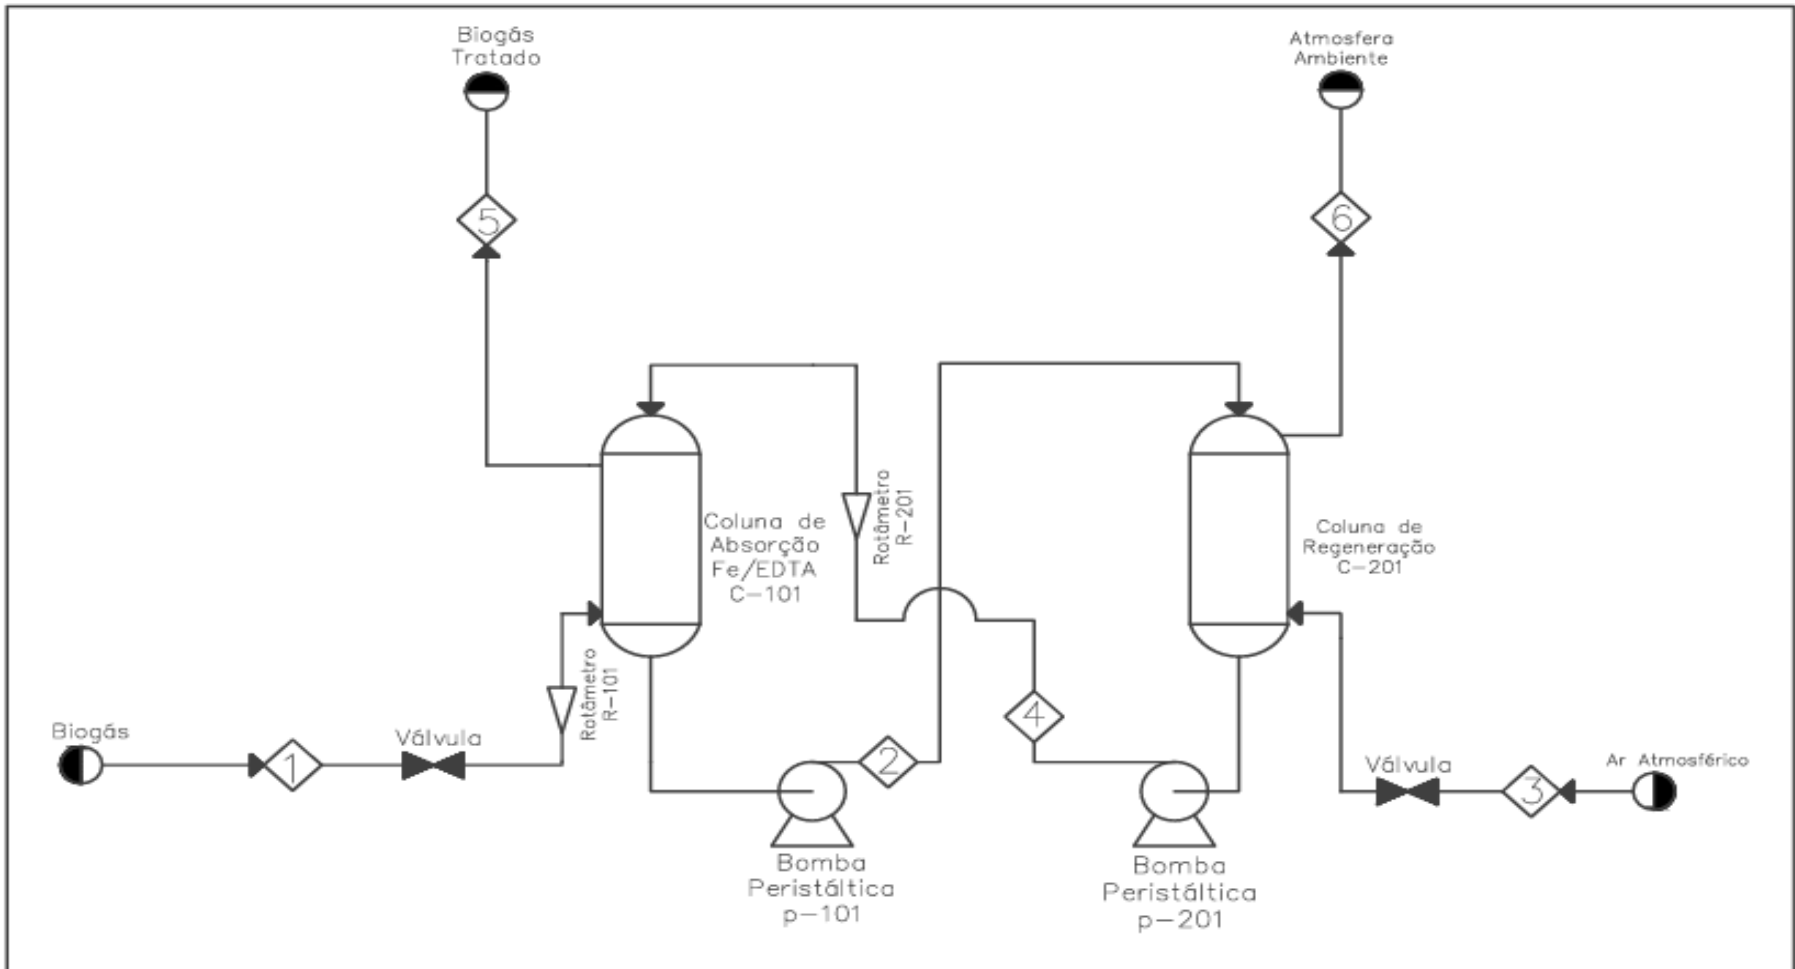 Biogás
Tratado
Atmosfera
Ambiente
5
6
Rotâmetro
R-201
Coluna de
Absorção
Fe/EDTA
C-101
Coluna de
Regeneração
C-201
Rotâmetro
R-101
Biogás
1
Válvula
2
4
Válvula
3
Ar Atmosférico
Bomba
Peristáltica
p-101
Bomba
Peristáltica
p-201